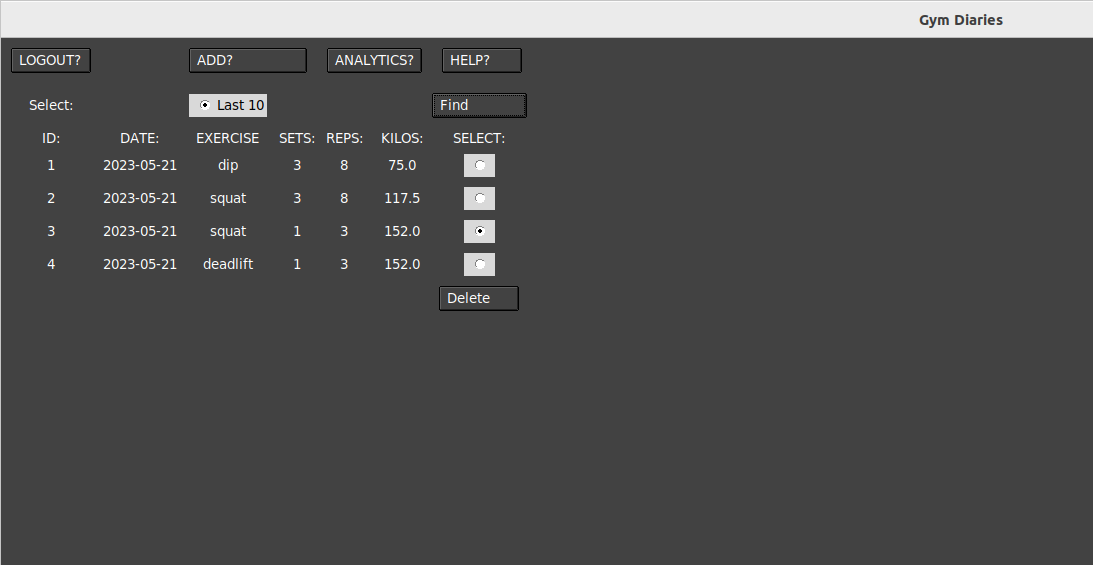 Gym Diaries
LOGOUT? ADD? ANALYTICS? HELP?
Select: Last 10 Find
ID: DATE: EXERCISE SETS: REPS: KILOS: SELECT:
1 2023-05-21 dip 3 8 75.0
2 2023-05-21 squat 3 8 117.5
3 2023-05-21 squat 1 3 152.0
4 2023-05-21 deadlift 1 3 152.0
Delete